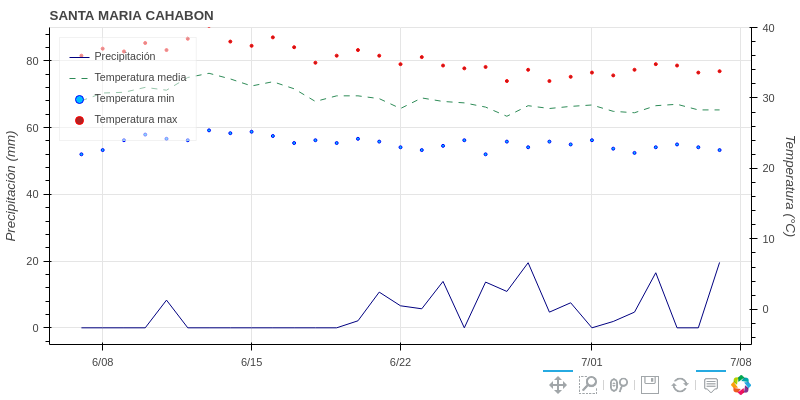 SANTA MARIA CAHABON
Precipitación
Temperatura media
Temperatura min
Temperatura max
Precipitación (mm)
80
60
40
20
0
Temperatura (°C)
40
30
20
10
0
6/08
6/15
6/22
7/01
7/08